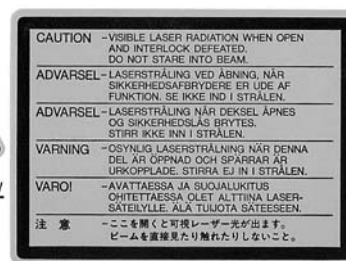 CAUTION - VISIBLE LASER RADIATION WHEN OPEN
AND INTERLOCK DEFEATED.
DO NOT STARE INTO BEAM.
ADVARSEL - LASERSTRÅLING VED ÅBNING, NÅR
SIKKERHEDSAFBRYDERE ER UDE AF
FUNKTION. SE IKKE IND I STRÅLEN.
ADVARSEL - LASERSTRÅLING NÅR DEKSEL ÅPNES
OG SIKKERHEDSLÅS BRYTES.
STIRR IKKE INN I STRÅLEN.
VARNING - OSYNLIG LASERSTRÅLNING NÄR DENNA
DEL ÄR ÖPPNAD OCH SPÄRRAR ÄR
URKOPPLADE. STIRRA EJ IN I STRÅLEN.
VARO! - AVATTAESSA JA SUOJALUKITUS
OHITETTAESSA OLET ALTTIINA LASER-
SÄTEILYLLE. ÄLÄ TUIJOTA SÄTEESEEN.
注意 - ここを開くと可視レーザー光が出ます。
ビームを直接見たり触れたりしないこと。